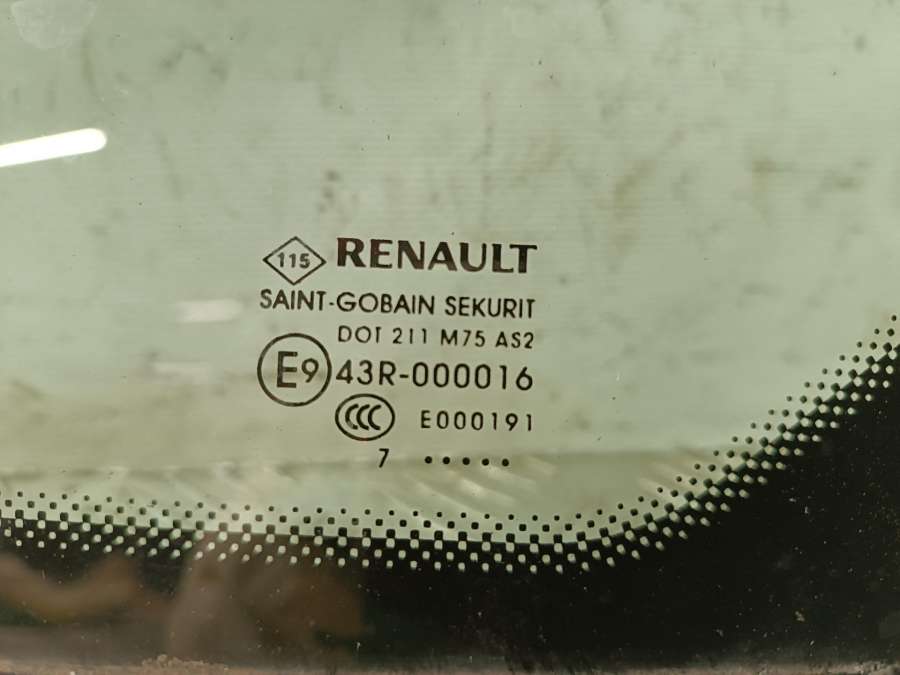 115 RENAULT
SAINT-GOBAIN SEKURIT
DOT 211 M75 AS2
E9 43R-000016
CCC E000191
7 •••••